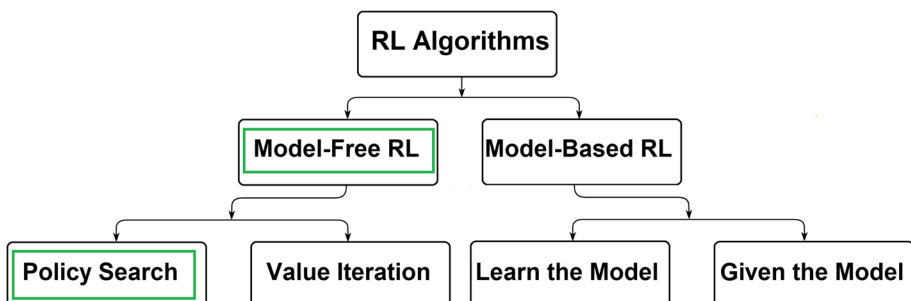 RL Algorithms
Model-Free RL
Model-Based RL
Policy Search
Value Iteration
Learn the Model
Given the Model